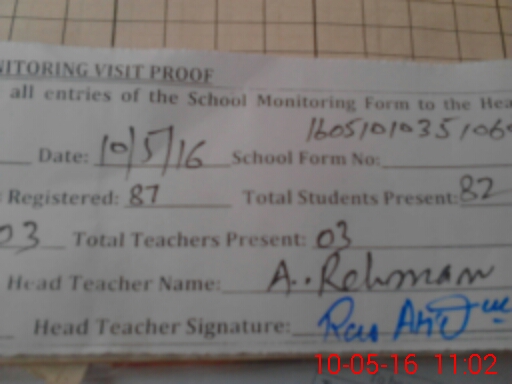 NITORING VISIT PROOF
all entries of the School Monitoring Form to the Hea
Date: 10/5/16 School Form No: 
Registered: 87 Total Students Present: 82
03 Total Teachers Present: 03
Head Teacher Name: A. Rehman
Head Teacher Signature:
10-05-16 11:02